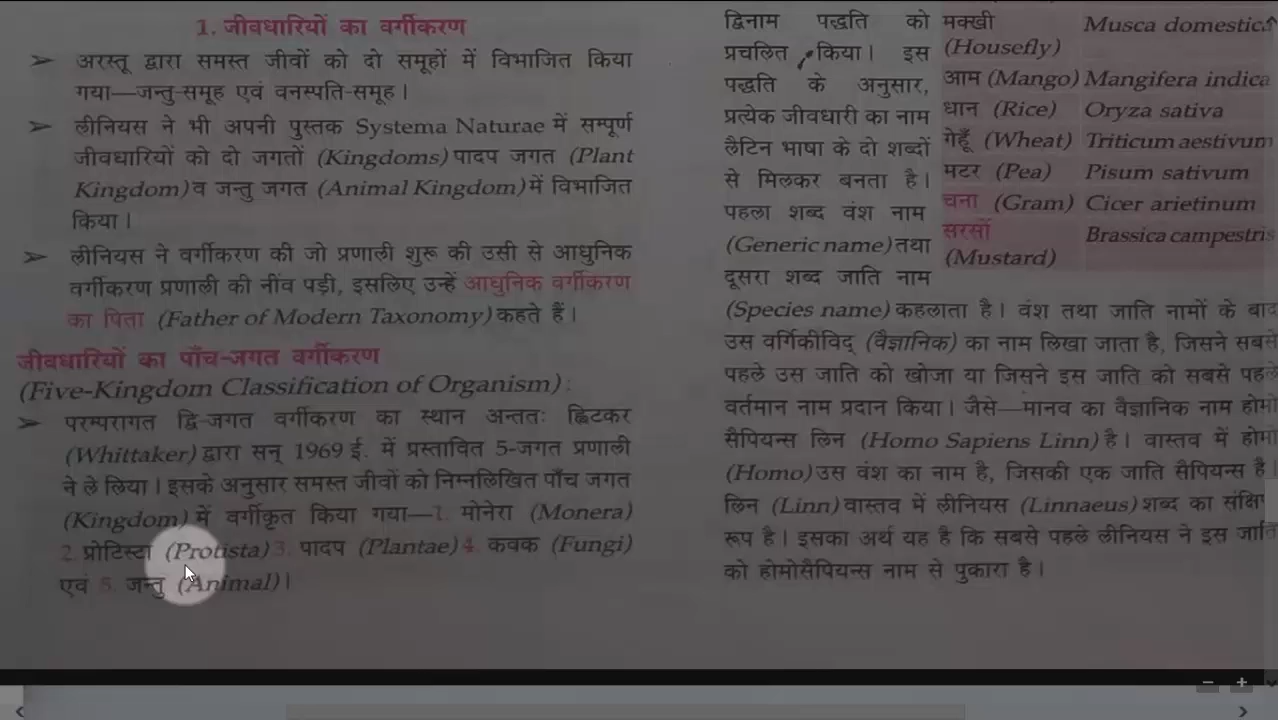 1. जीवधारियों का वर्गीकरण
➢ अरस्तू द्वारा समस्त जीवों को दो समूहों में विभाजित किया
गया—जन्तु-समूह एवं वनस्पति-समूह।
➢ लीनियस ने भी अपनी पुस्तक Systema Naturae में सम्पूर्ण
जीवधारियों को दो जगतों (Kingdoms) पादप जगत (Plant
Kingdom) व जन्तु जगत (Animal Kingdom) में विभाजित
किया।
➢ लीनियस ने वर्गीकरण की जो प्रणाली शुरू की उसी से आधुनिक
वर्गीकरण प्रणाली की नींव पड़ी, इसलिए उन्हें आधुनिक वर्गीकरण
का पिता (Father of Modern Taxonomy) कहते हैं।
जीवधारियों का पाँच-जगत वर्गीकरण
(Five-Kingdom Classification of Organism) :
➢ परम्परागत द्वि-जगत वर्गीकरण का स्थान अन्ततः ह्विटकर
(Whittaker) द्वारा सन् 1969 ई. में प्रस्तावित 5-जगत प्रणाली
ने ले लिया। इसके अनुसार समस्त जीवों को निम्नलिखित पाँच जगत
(Kingdom) में वर्गीकृत किया गया—1. मोनेरा (Monera)
2. प्रोटिस्टा (Protista) 3. पादप (Plantae) 4. कवक (Fungi)
एवं 5. जन्तु (Animal)।
द्विनाम पद्धति को
प्रचलित किया। इस
पद्धति के अनुसार,
प्रत्येक जीवधारी का नाम
लैटिन भाषा के दो शब्दों
से मिलकर बनता है।
पहला शब्द वंश नाम
(Generic name) तथा
दूसरा शब्द जाति नाम
मक्खी Musca domestica
(Housefly)
आम (Mango) Mangifera indica
धान (Rice) Oryza sativa
गेहूँ (Wheat) Triticum aestivum
मटर (Pea) Pisum sativum
चना (Gram) Cicer arietinum
सरसों Brassica campestris
(Mustard)
(Species name) कहलाता है। वंश तथा जाति नामों के बाद
उस वर्गिकीविद् (वैज्ञानिक) का नाम लिखा जाता है, जिसने सबसे
पहले उस जाति को खोजा या जिसने इस जाति को सबसे पहले
वर्तमान नाम प्रदान किया। जैसे—मानव का वैज्ञानिक नाम होमो
सैपियन्स लिन (Homo Sapiens Linn) है। वास्तव में होमो
(Homo) उस वंश का नाम है, जिसकी एक जाति सैपियन्स है।
लिन (Linn) वास्तव में लीनियस (Linnaeus) शब्द का संक्षि
रूप है। इसका अर्थ यह है कि सबसे पहले लीनियस ने इस जाति
को होमोसैपियन्स नाम से पुकारा है।